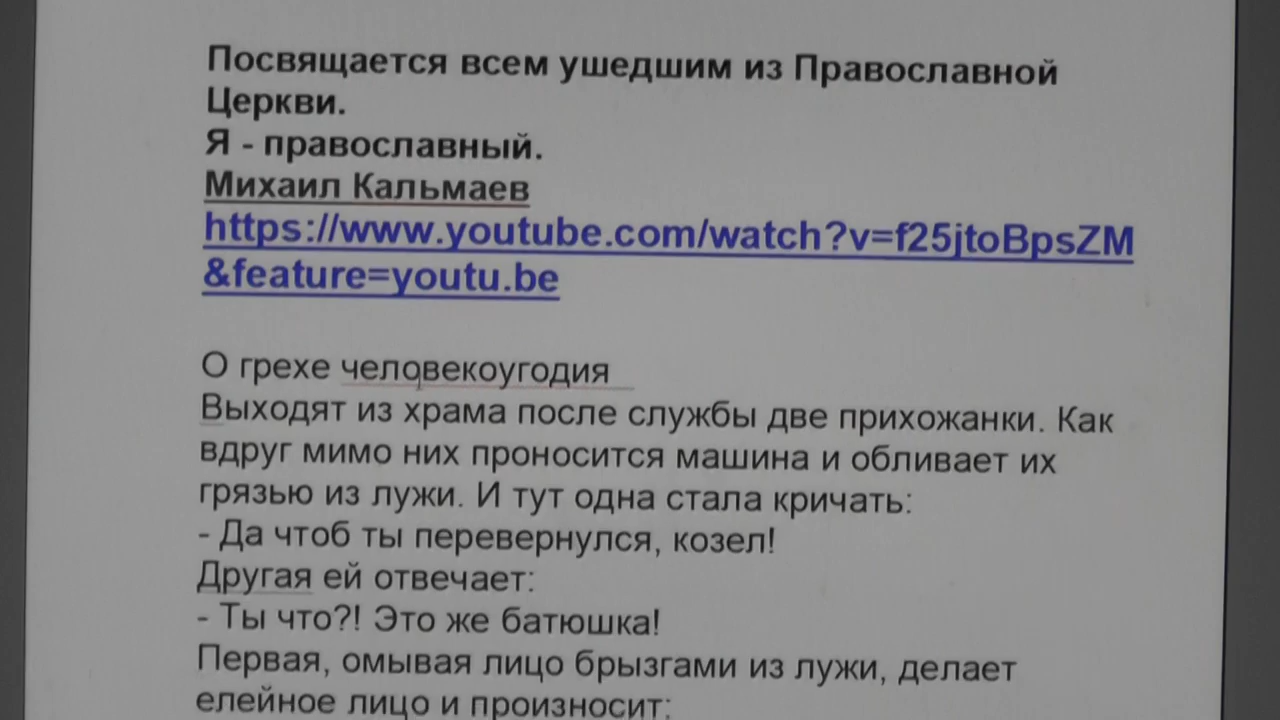 Посвящается всем ушедшим из Православной
Церкви.
Я - православный.
Михаил Кальмаев
https://www.youtube.com/watch?v=f25jtoBpsZM
&feature=youtu.be
О грехе человекоугодия
Выходят из храма после службы две прихожанки. Как
вдруг мимо них проносится машина и обливает их
грязью из лужи. И тут одна стала кричать:
- Да чтоб ты перевернулся, козел!
Другая ей отвечает:
- Ты что?! Это же батюшка!
Первая, омывая лицо брызгами из лужи, делает
елейное лицо и произносит: